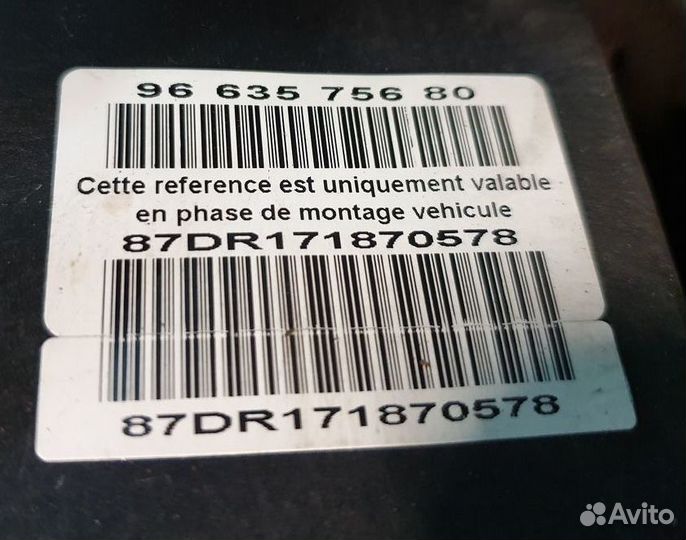 96 635 756 80
Cette reference est uniquement valable
en phase de montage vehicule
87DR171870578
87DR171870578
Avito